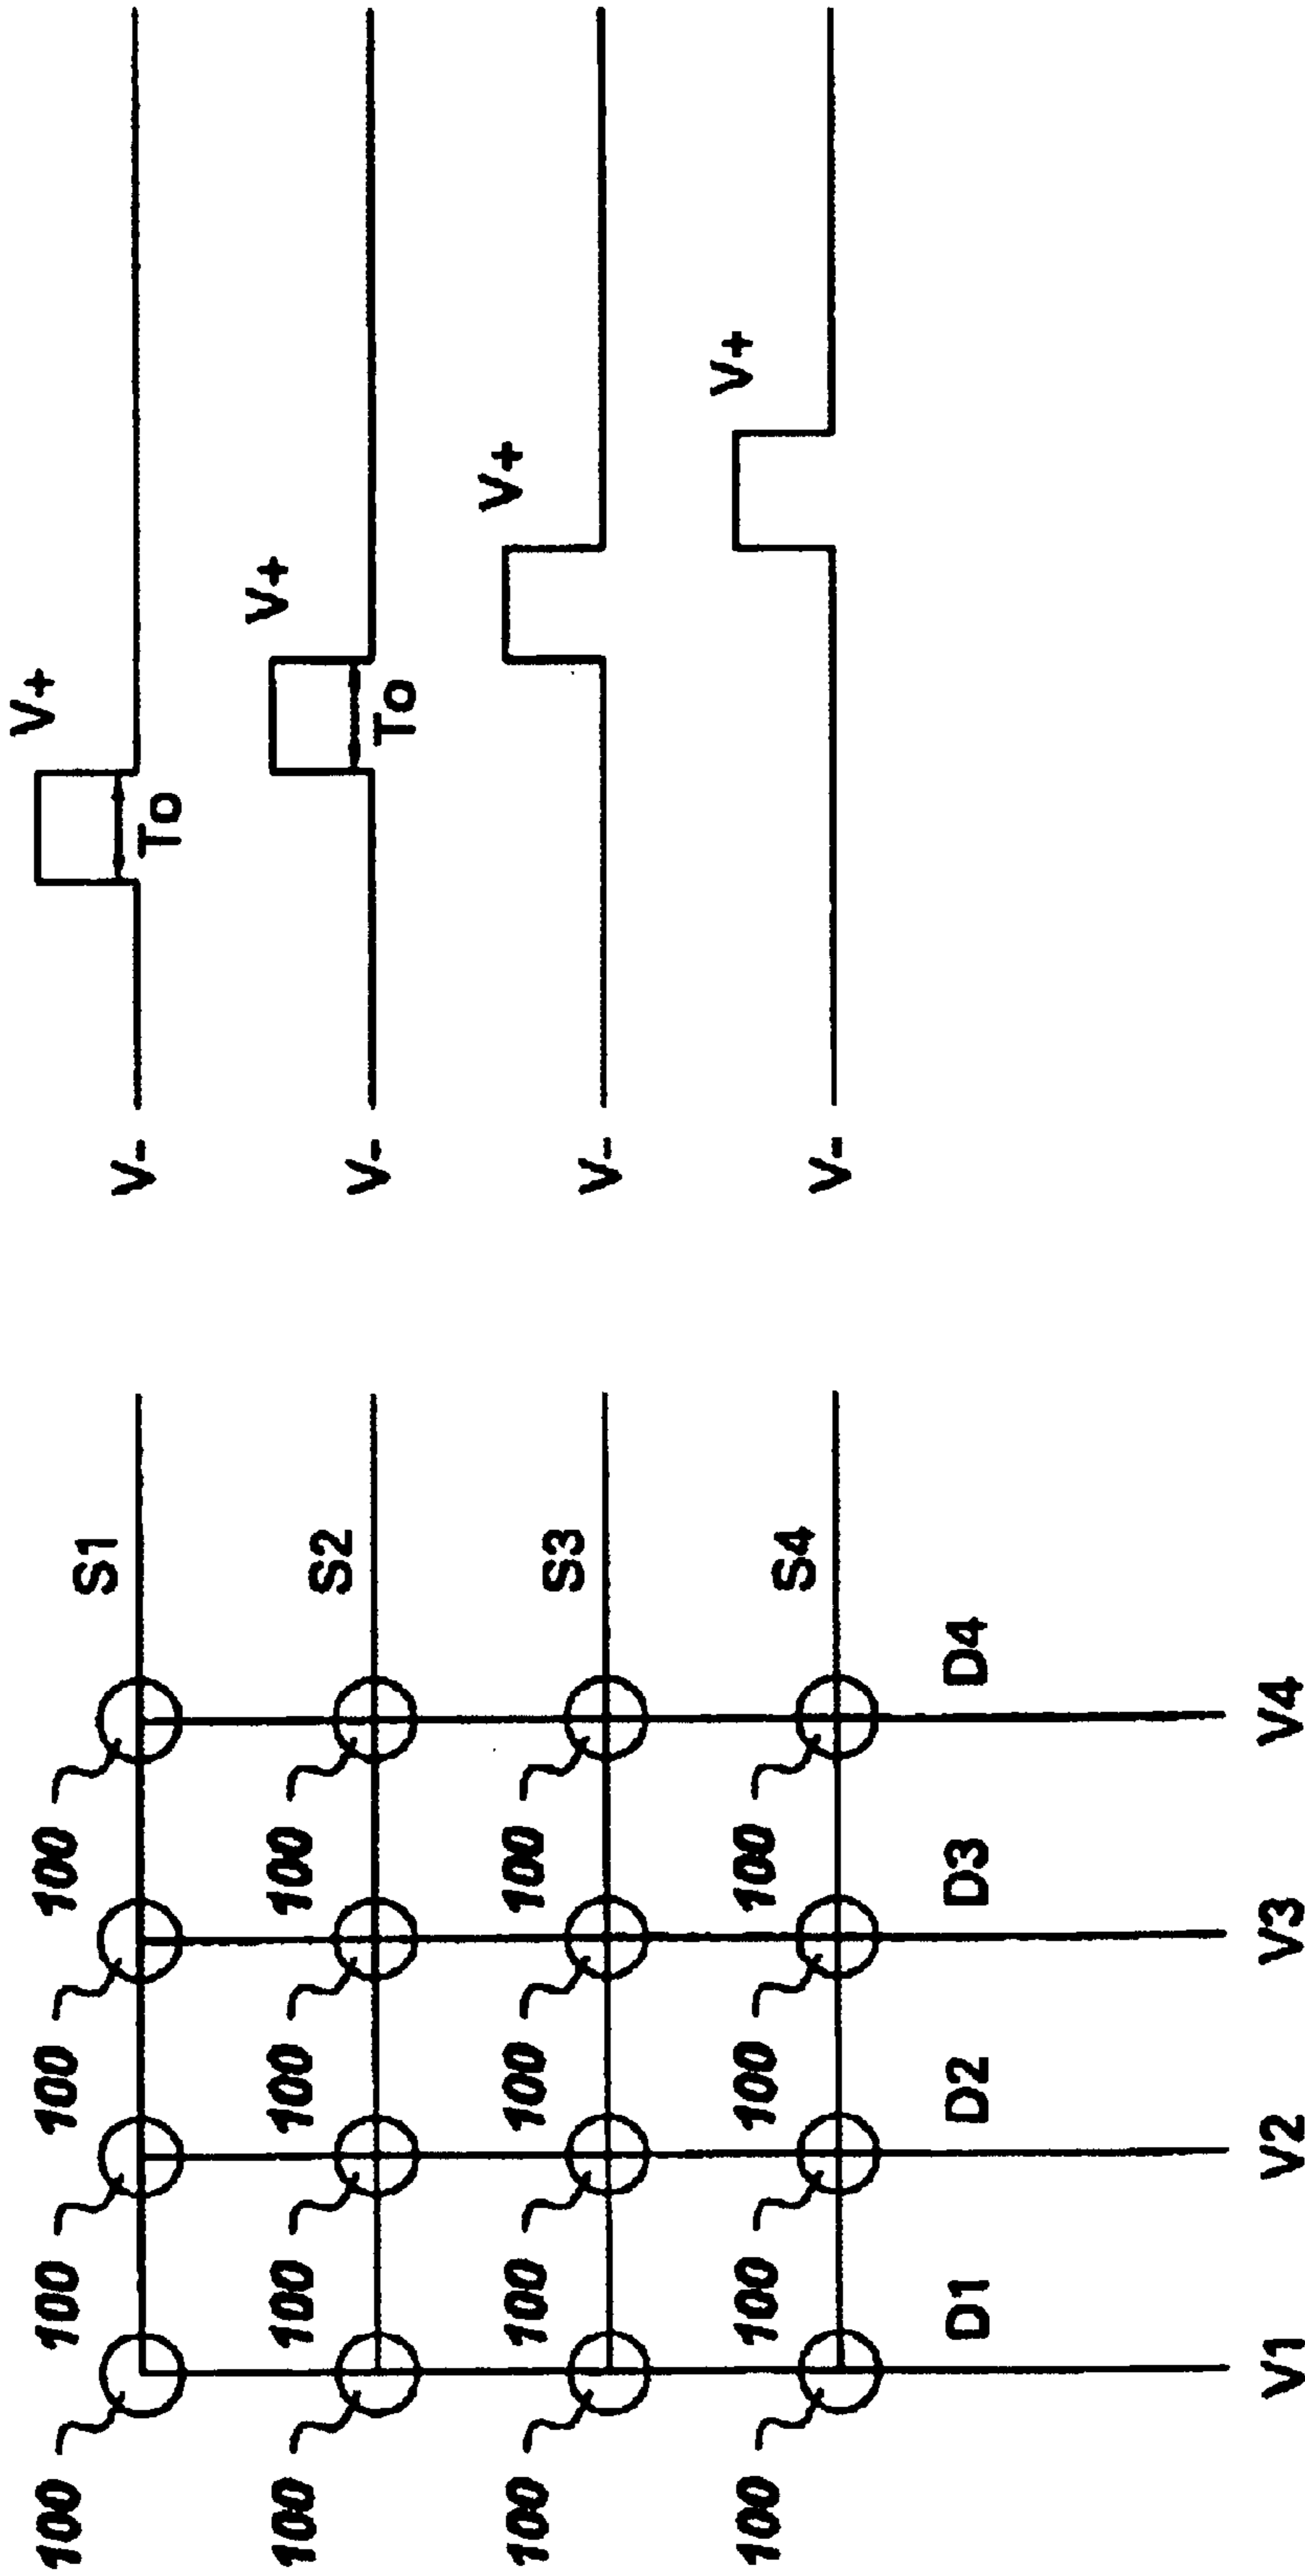 100 100 100 100 S1
100 100 100 100 S2
100 100 100 100 S3
100 100 100 100 S4
D1 D2 D3 D4
V1 V2 V3 V4
V+
V- To
V+
V- To
V+
V-
V+
V-